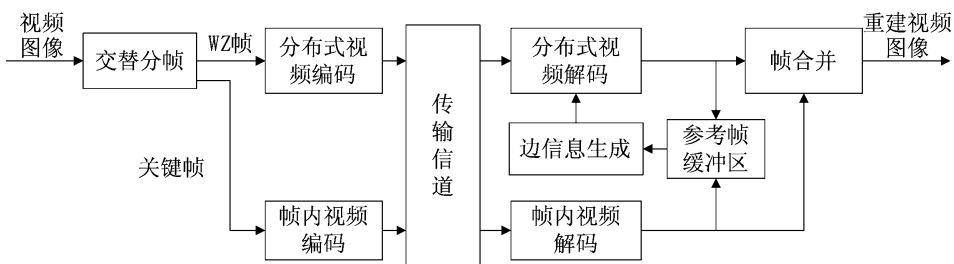 视频
图像
交替分帧
WZ帧
关键帧
分布式视
频编码
帧内视频
编码
传
输
信
道
分布式视
频解码
边信息生成
参考帧
缓冲区
帧内视频
解码
帧合并
重建视频
图像